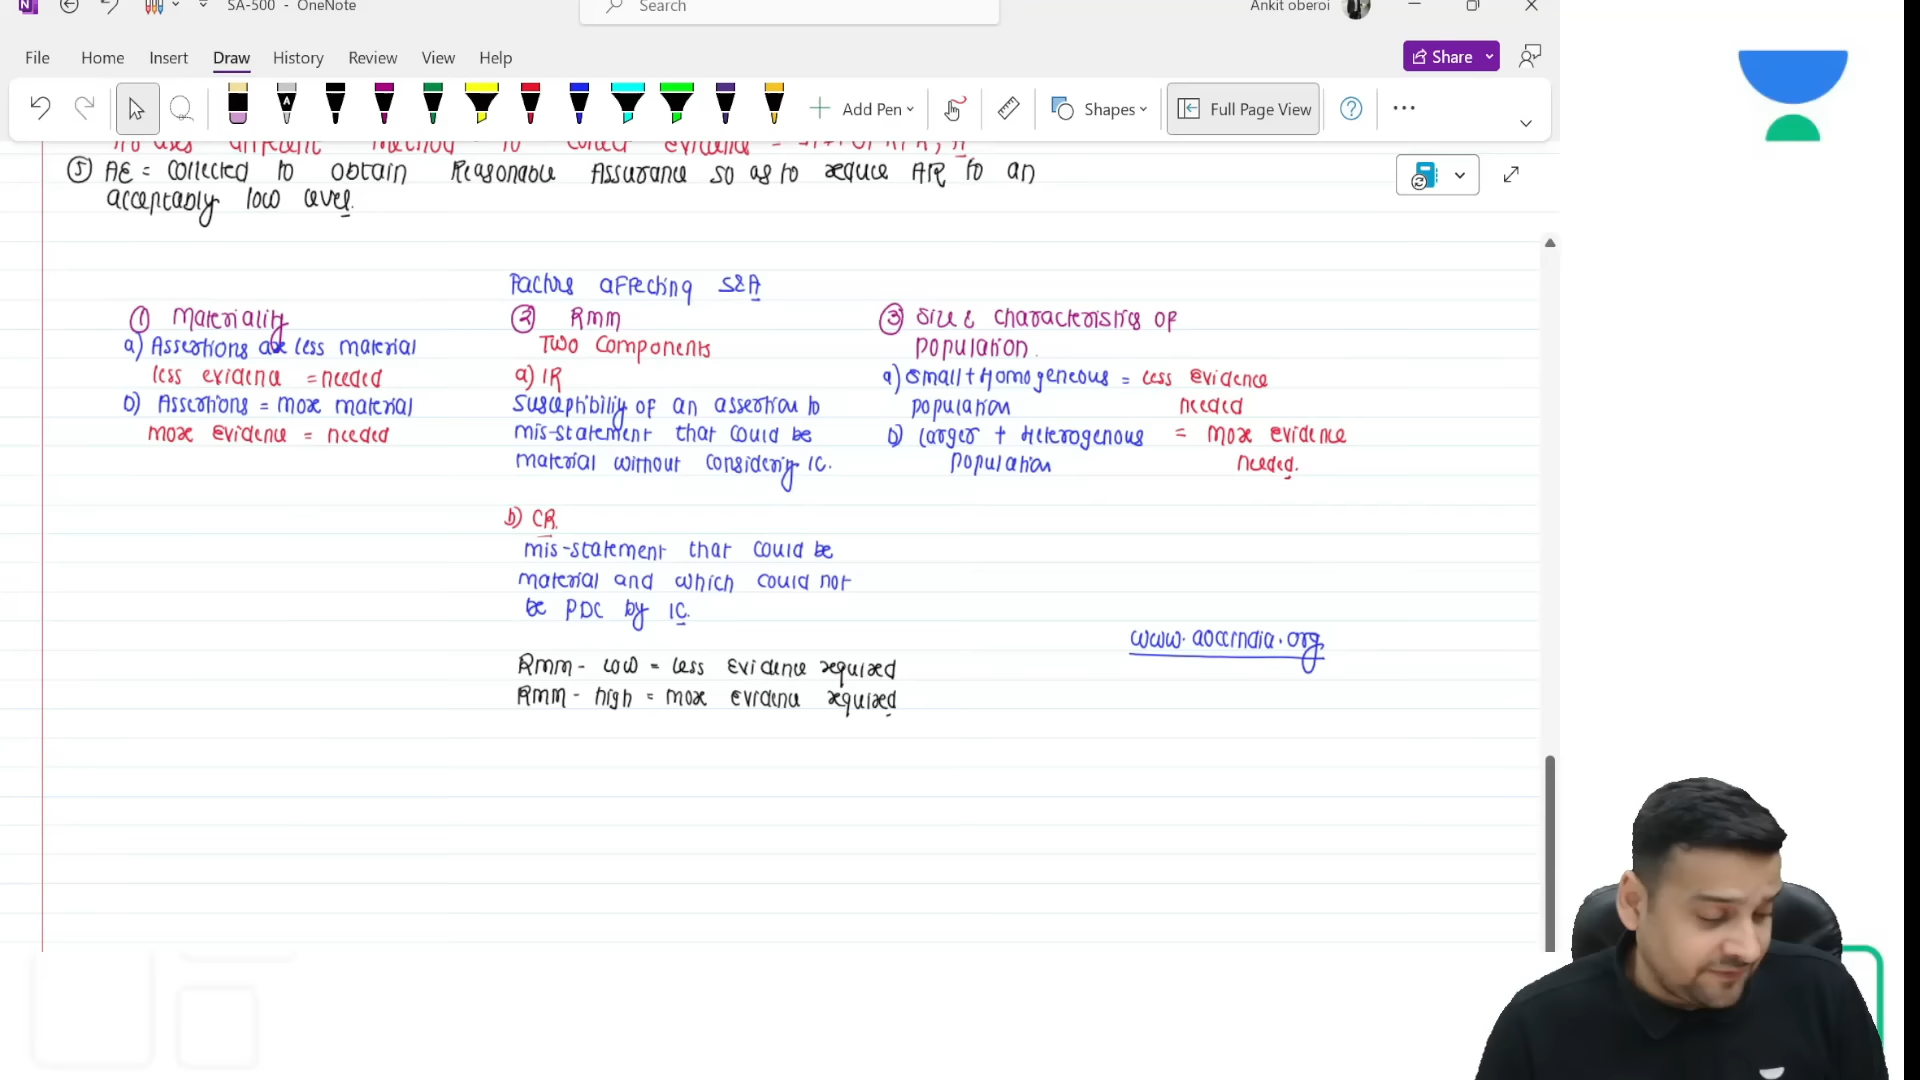 SA-500 - OneNote
Search
Ankit oberoi
File Home Insert Draw History Review View Help
Share
Add Pen
Shapes
Full Page View
method to collect evidence =
⑤ AE = Collected to obtain Reasonable Assurance so as to reduce AR to an
acceptably low level.
Factors affecting S&A
① Materiality
a) Assertions are less material
less evidence = needed
b) Assertions = more material
more evidence = needed
② Rmm
Two Components
a) IR
Susceptibiliy of an assertion to
mis-statement that could be
material without considering IC.
b) CR.
mis-statement that could be
material and which could not
be PDC by IC.
Rmm - low = less evidence required
Rmm - high = more evidence required
③ Size & characteristics of
population.
a) Small + Homogeneous = less evidence
population needed
b) larger + Heterogenous = more evidence
population needed.